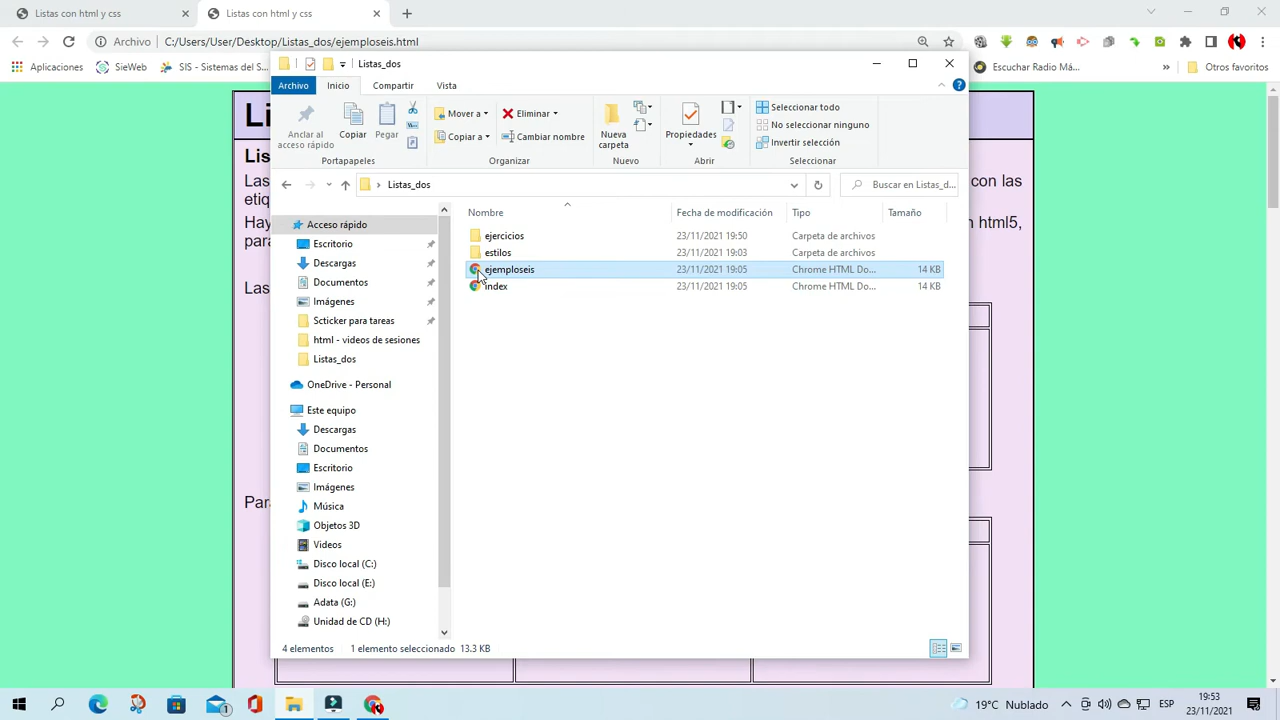 Listas con html y css
Listas con html y css
Archivo C:/Users/User/Desktop/Listas_dos/ejemploseis.html
Aplicaciones
SieWeb
SIS - Sistemas del S...
Escuchar Radio Má...
»
Otros favoritos
Listas_dos
Archivo
Inicio
Compartir
Vista
Anclar al
acceso rápido
Copiar
Pegar
Mover a
Copiar a
Eliminar
Cambiar nombre
Nueva
carpeta
Propiedades
Seleccionar todo
No seleccionar ninguno
Invertir selección
Portapapeles
Organizar
Nuevo
Abrir
Seleccionar
Listas_dos
Buscar en Listas_d...
Nombre
Fecha de modificación
Tipo
Tamaño
ejercicios 23/11/2021 19:50 Carpeta de archivos
estilos 23/11/2021 19:03 Carpeta de archivos
ejemploseis 23/11/2021 19:05 Chrome HTML Do... 14 KB
index 23/11/2021 19:05 Chrome HTML Do... 14 KB
Acceso rápido
Escritorio
Descargas
Documentos
Imágenes
Scticker para tareas
html - videos de sesiones
Listas_dos
OneDrive - Personal
Este equipo
Descargas
Documentos
Escritorio
Imágenes
Música
Objetos 3D
Videos
Disco local (C:)
Disco local (E:)
Adata (G:)
Unidad de CD (H:)
4 elementos 1 elemento seleccionado 13.3 KB
Li
Lis
Las
con las
etiq
Hay
html5,
para
Las
Para
19°C Nublado
ESP
19:53
23/11/2021